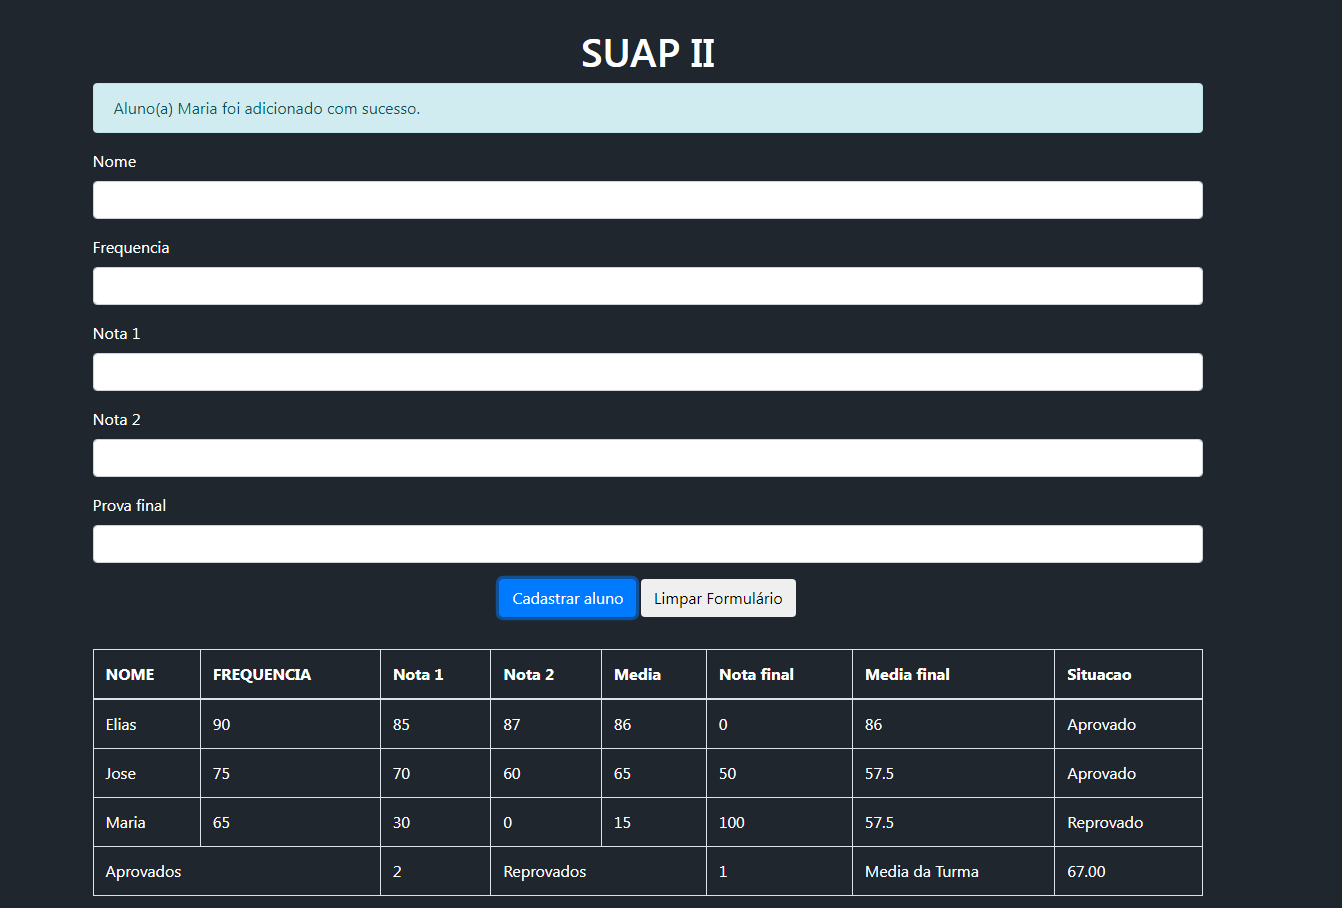 SUAP II
Aluno(a) Maria foi adicionado com sucesso.
Nome
Frequencia
Nota 1
Nota 2
Prova final
Cadastrar aluno Limpar Formulário
NOME FREQUENCIA Nota 1 Nota 2 Media Nota final Media final Situacao
Elias 90 85 87 86 0 86 Aprovado
Jose 75 70 60 65 50 57.5 Aprovado
Maria 65 30 0 15 100 57.5 Reprovado
Aprovados 2 Reprovados 1 Media da Turma 67.00